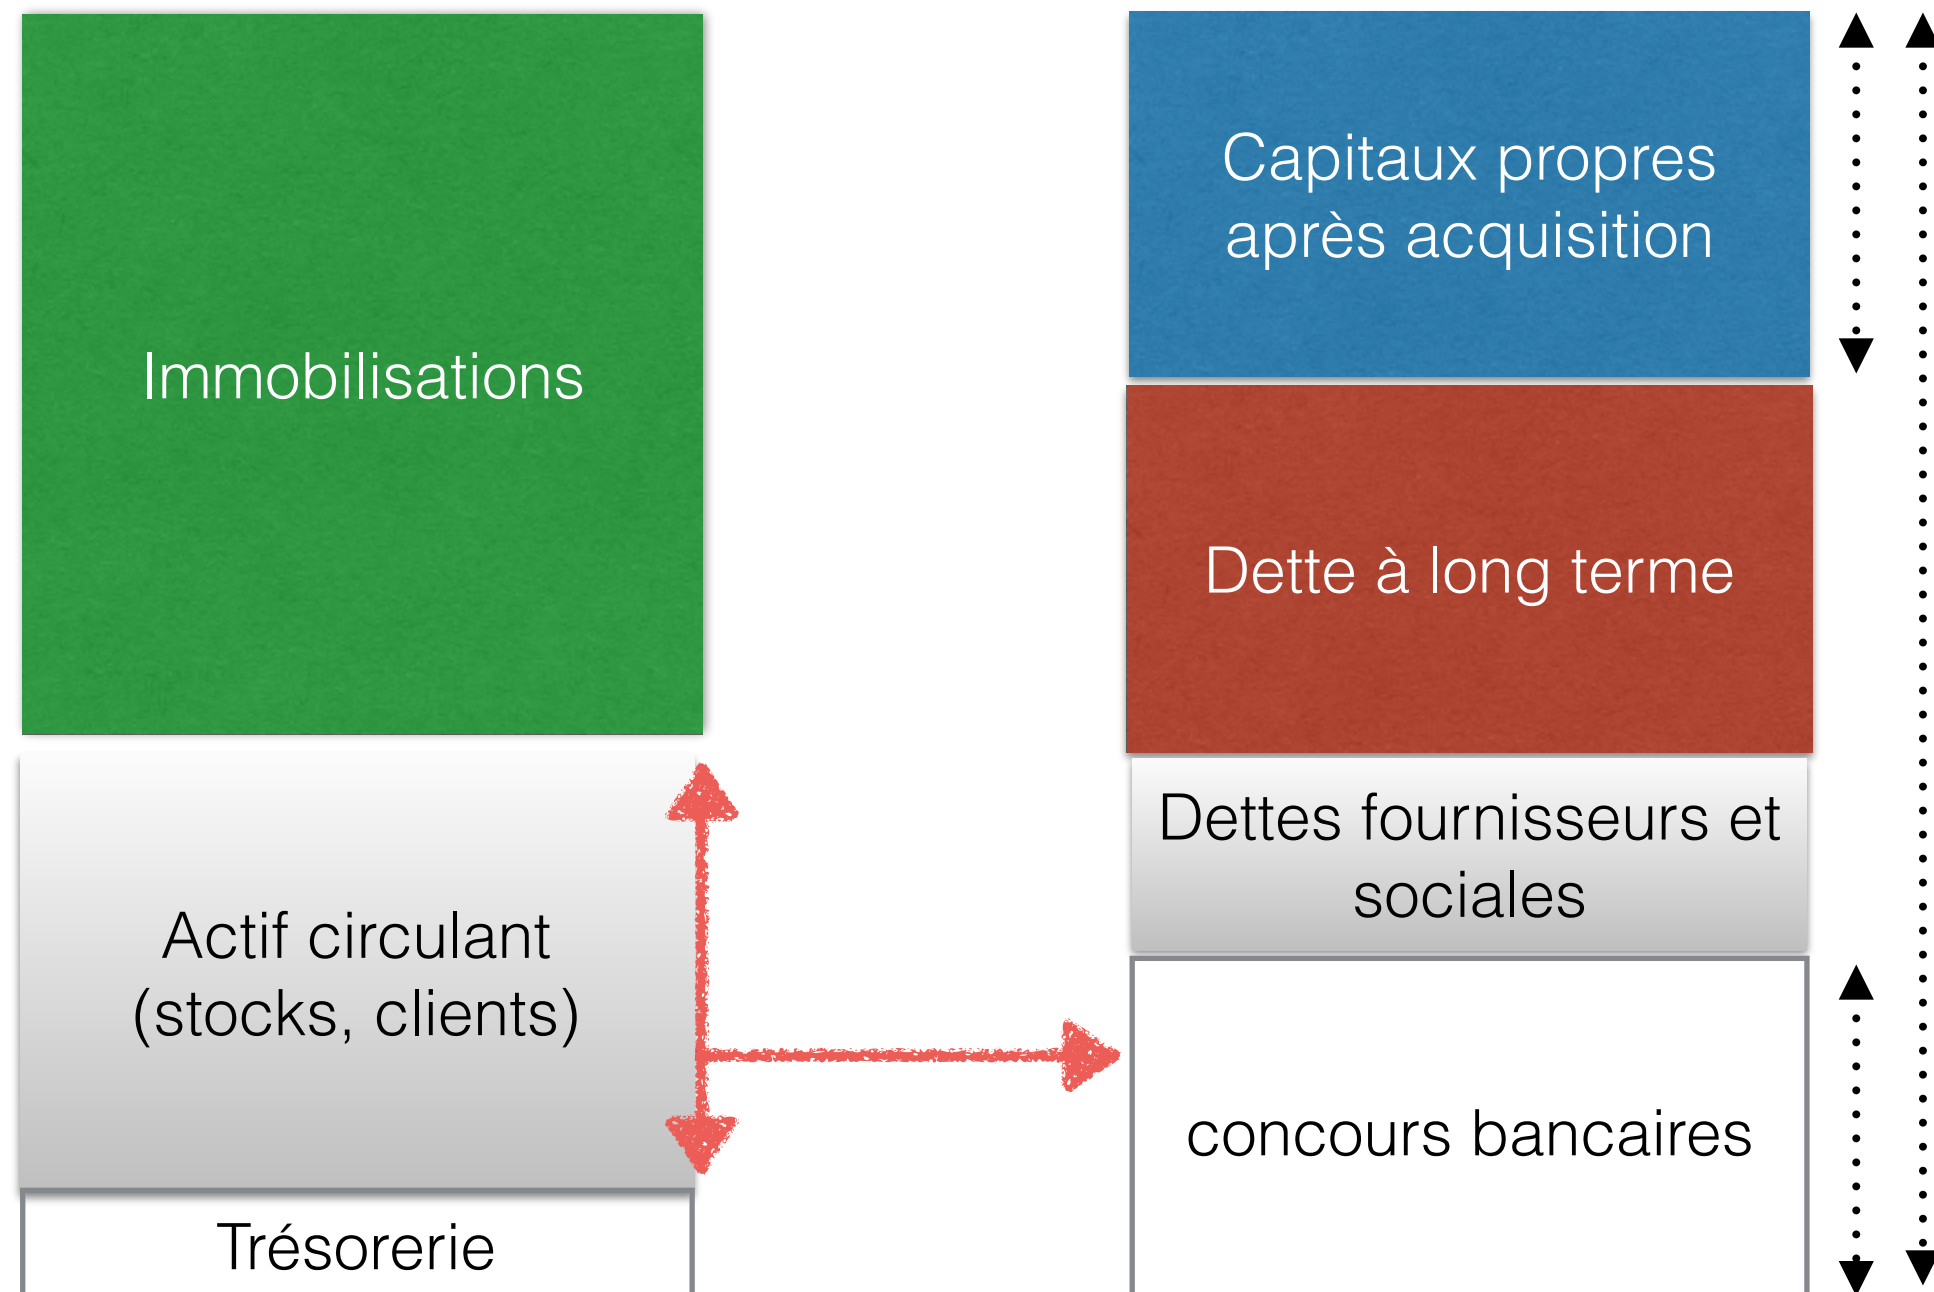 Immobilisations
Actif circulant
(stocks, clients)
Trésorerie
Capitaux propres
après acquisition
Dette à long terme
Dettes fournisseurs et
sociales
concours bancaires